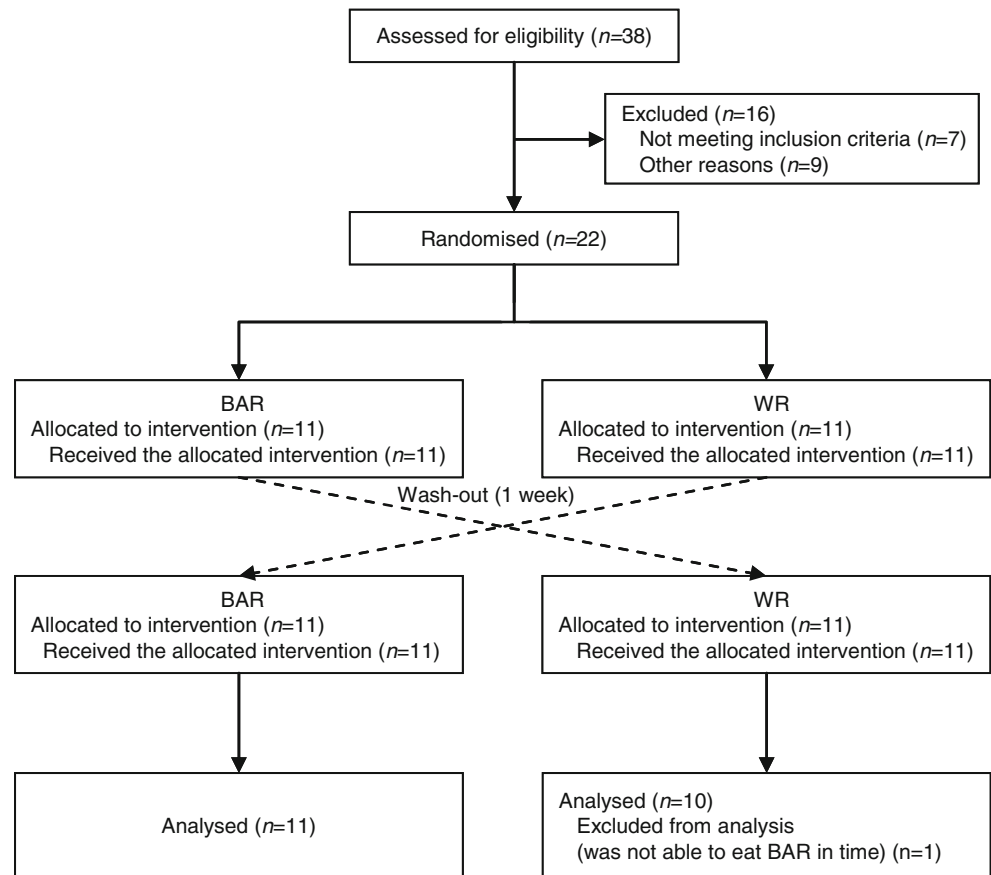 Assessed for eligibility (n=38)
Excluded (n=16)
Not meeting inclusion criteria (n=7)
Other reasons (n=9)
Randomised (n=22)
BAR
Allocated to intervention (n=11)
Received the allocated intervention (n=11)
WR
Allocated to intervention (n=11)
Received the allocated intervention (n=11)
Wash-out (1 week)
BAR
Allocated to intervention (n=11)
Received the allocated intervention (n=11)
WR
Allocated to intervention (n=11)
Received the allocated intervention (n=11)
Analysed (n=11)
Analysed (n=10)
Excluded from analysis
(was not able to eat BAR in time) (n=1)